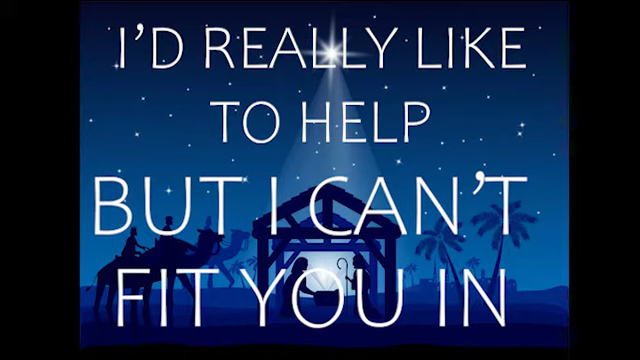 I’D REALLY LIKE
TO HELP
BUT I CAN’T
FIT YOU IN